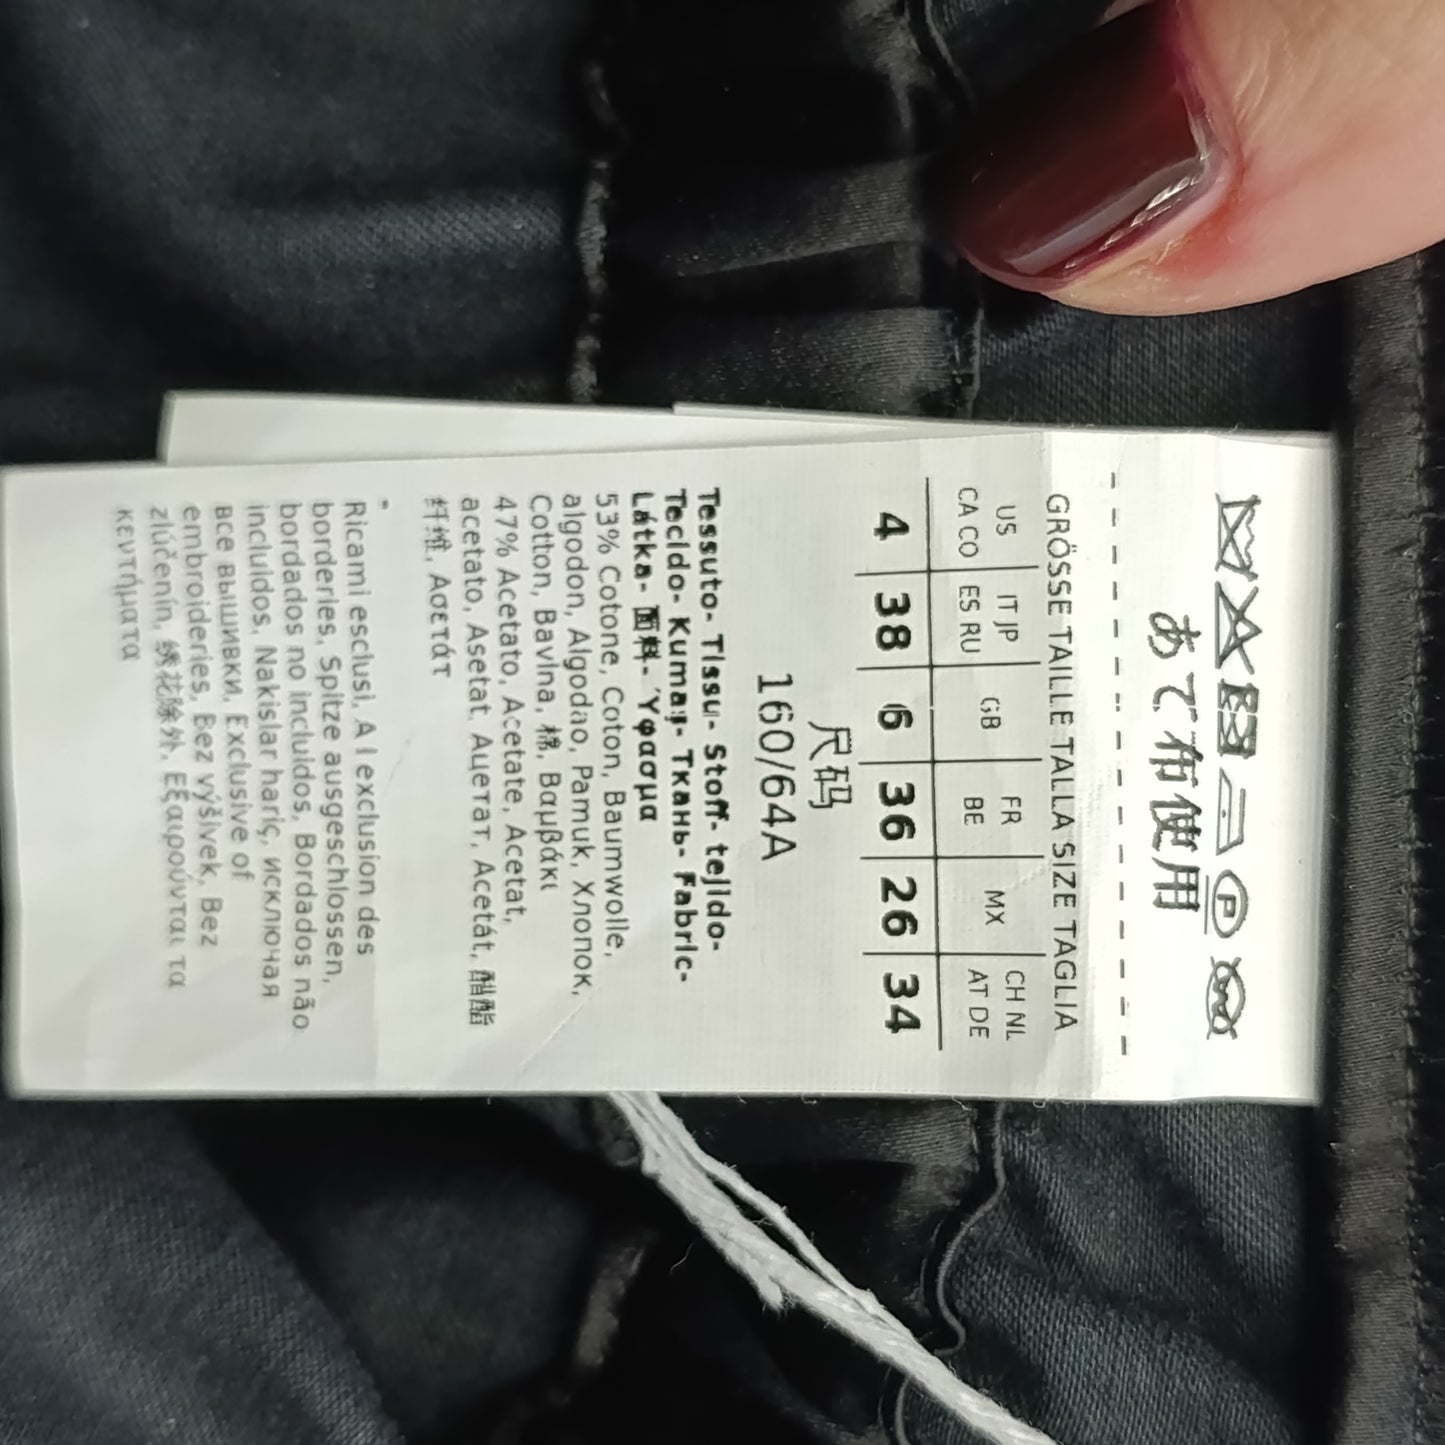 P
あて布使用
GRÖSSE TAILLE TALLA SIZE TAGLIA
US IT JP GB FR MX CH NL
CA CO ES RU BE AT DE
4 38 6 36 26 34
尺码
160/64A
Tessuto- Tissu- Stoff- tejido-
Tecido- Kumaş- Ткань- Fabric-
Látka- 面料- Ύφασμα
53% Cotone, Coton, Baumwolle,
algodon, Algodao, Pamuk, Хлопок,
Cotton, Bavlna, 棉, Βαμβάκι
47% Acetato, Acetate, Acetat,
acetato, Asetat, Ацетат, Acetát, 醋酯
纤维, Ασετάτ
-
Ricami esclusi, A l exclusion des
borderies, Spitze ausgeschlossen,
bordados no incluidos, Bordados não
incluidos, Nakislar hariç, исключая
все вышивки, Exclusive of
embroideries, Bez výšivek, Bez
zlúčenín, 绣花除外, Εξαιρούνται τα
κεντήματα